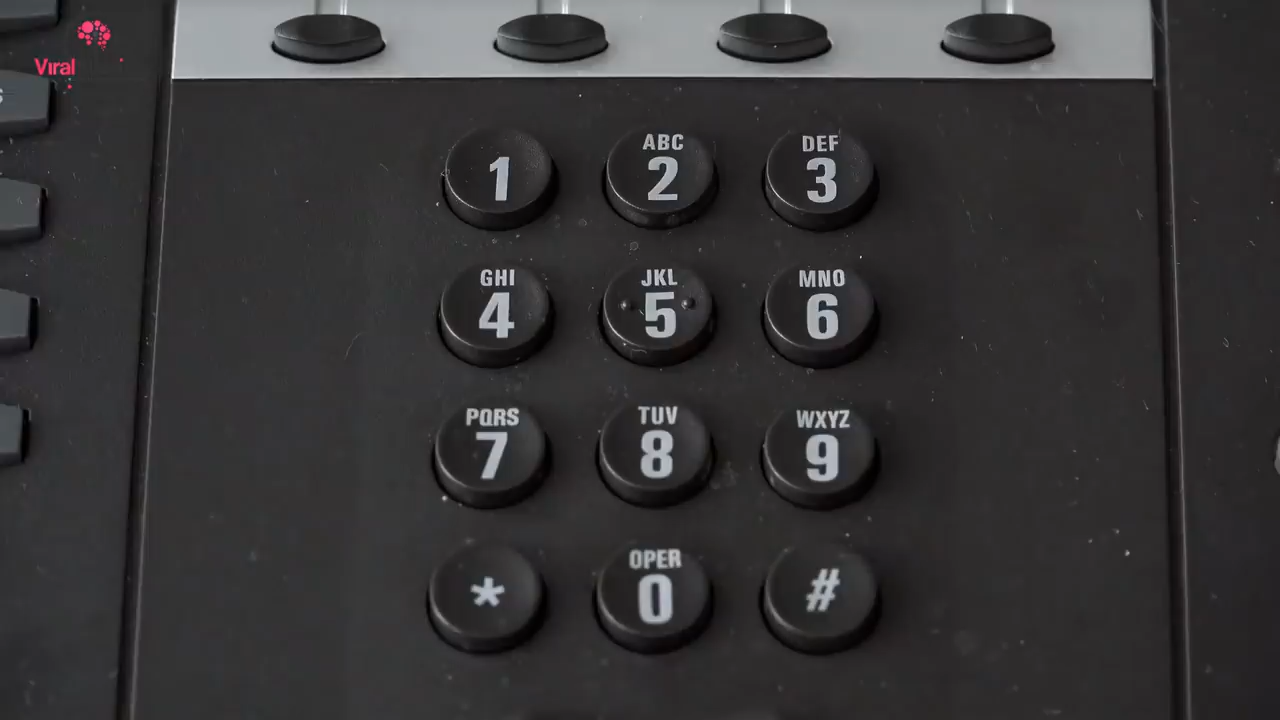 Viral
S
1
ABC
2
DEF
3
GHI
4
JKL
5
MNO
6
PQRS
7
TUV
8
WXYZ
9
*
OPER
0
#